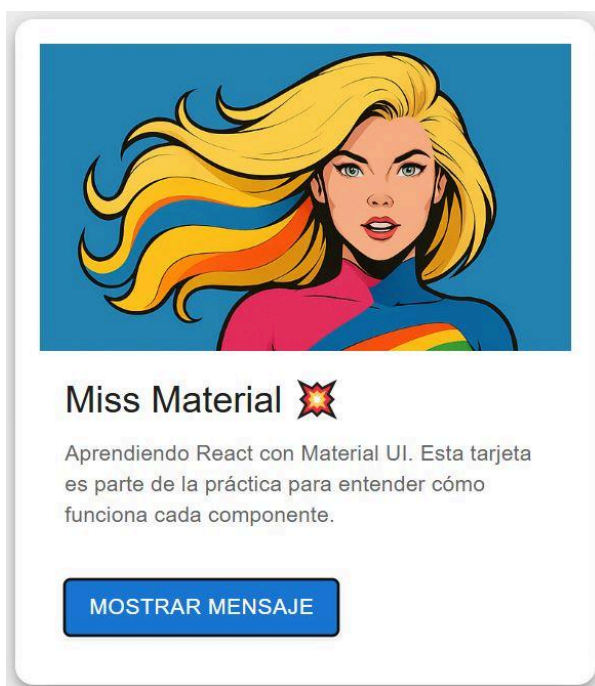 Miss Material 💥
Aprendiendo React con Material UI. Esta tarjeta
es parte de la práctica para entender cómo
funciona cada componente.
MOSTRAR MENSAJE